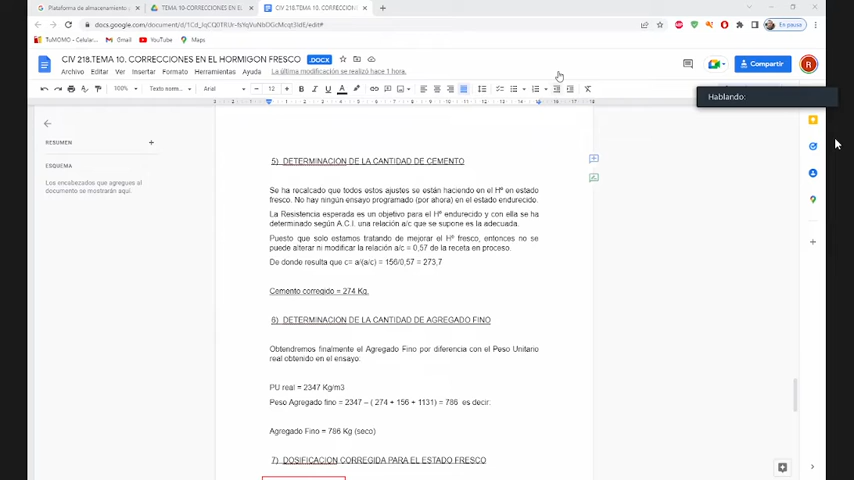 Plataforma de almacenamiento p
TEMA 10-CORRECCIONES EN EL
CIV 218.TEMA 10. CORRECCIONES
docs.google.com/document/d/
En pausa
TuMOMO - Celular...
Gmail
YouTube
Maps
CIV 218.TEMA 10. CORRECCIONES EN EL HORMIGON FRESCO
.DOCX
Archivo Editar Ver Insertar Formato Herramientas Ayuda
La última modificación se realizó hace 1 hora.
Compartir
R
100%
Texto norm...
Arial
12
Hablando:
RESUMEN
ESQUEMA
Los encabezados que agregues al
documento se mostrarán aquí.
5) DETERMINACION DE LA CANTIDAD DE CEMENTO
Se ha recalcado que todos estos ajustes se están haciendo en el Hº en estado
fresco. No hay ningún ensayo programado (por ahora) en el estado endurecido.
La Resistencia esperada es un objetivo para el Hº endurecido y con ella se ha
determinado según A.C.I. una relación a/c que se supone es la adecuada.
Puesto que solo estamos tratando de mejorar el Hº fresco, entonces no se
puede alterar ni modificar la relación a/c = 0,57 de la receta en proceso.
De donde resulta que c= a/(a/c) = 156/0,57 = 273,7
Cemento corregido = 274 Kg.
6) DETERMINACION DE LA CANTIDAD DE AGREGADO FINO
Obtendremos finalmente el Agregado Fino por diferencia con el Peso Unitario
real obtenido en el ensayo.
PU real = 2347 Kg/m3
Peso Agregado fino = 2347 – ( 274 + 156 + 1131) = 786 es decir:
Agregado Fino = 786 Kg (seco)
7) DOSIFICACION CORREGIDA PARA EL ESTADO FRESCO